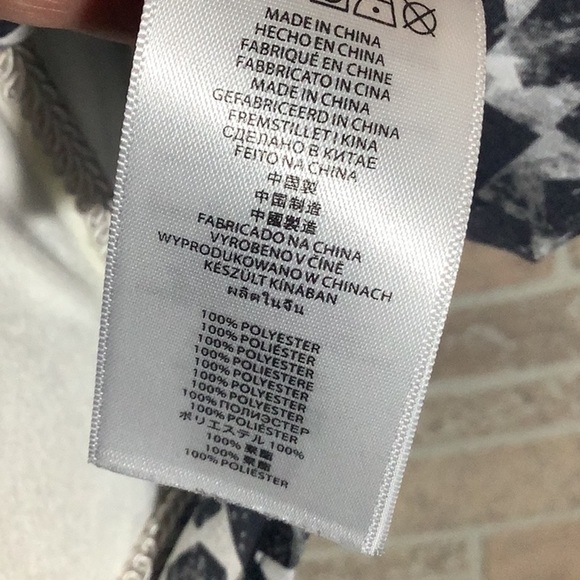 MADE IN CHINA
HECHO EN CHINA
FABRIQUÉ EN CHINE
FABBRICATO IN CINA
MADE IN CHINA
GEFABRICEERD IN CHINA
FREMSTILLET I KINA
СДЕЛАНО В КИТАЕ
FEITO NA CHINA
中国製
中国制造
中國製造
FABRICADO NA CHINA
VYROBENO V ČÍNĚ
WYPRODUKOWANO W CHINACH
KÉSZÜLT KÍNÁBAN
ผลิตในจีน
100% POLYESTER
100% POLIÉSTER
100% POLYESTER
100% POLIESTERE
100% POLYESTER
100% POLYESTER
100% POLYESTER
100% ПОЛИЭСТЕР
100% POLIÉSTER
ポリエステル 100%
100%
100%
100% POLIÉSTER